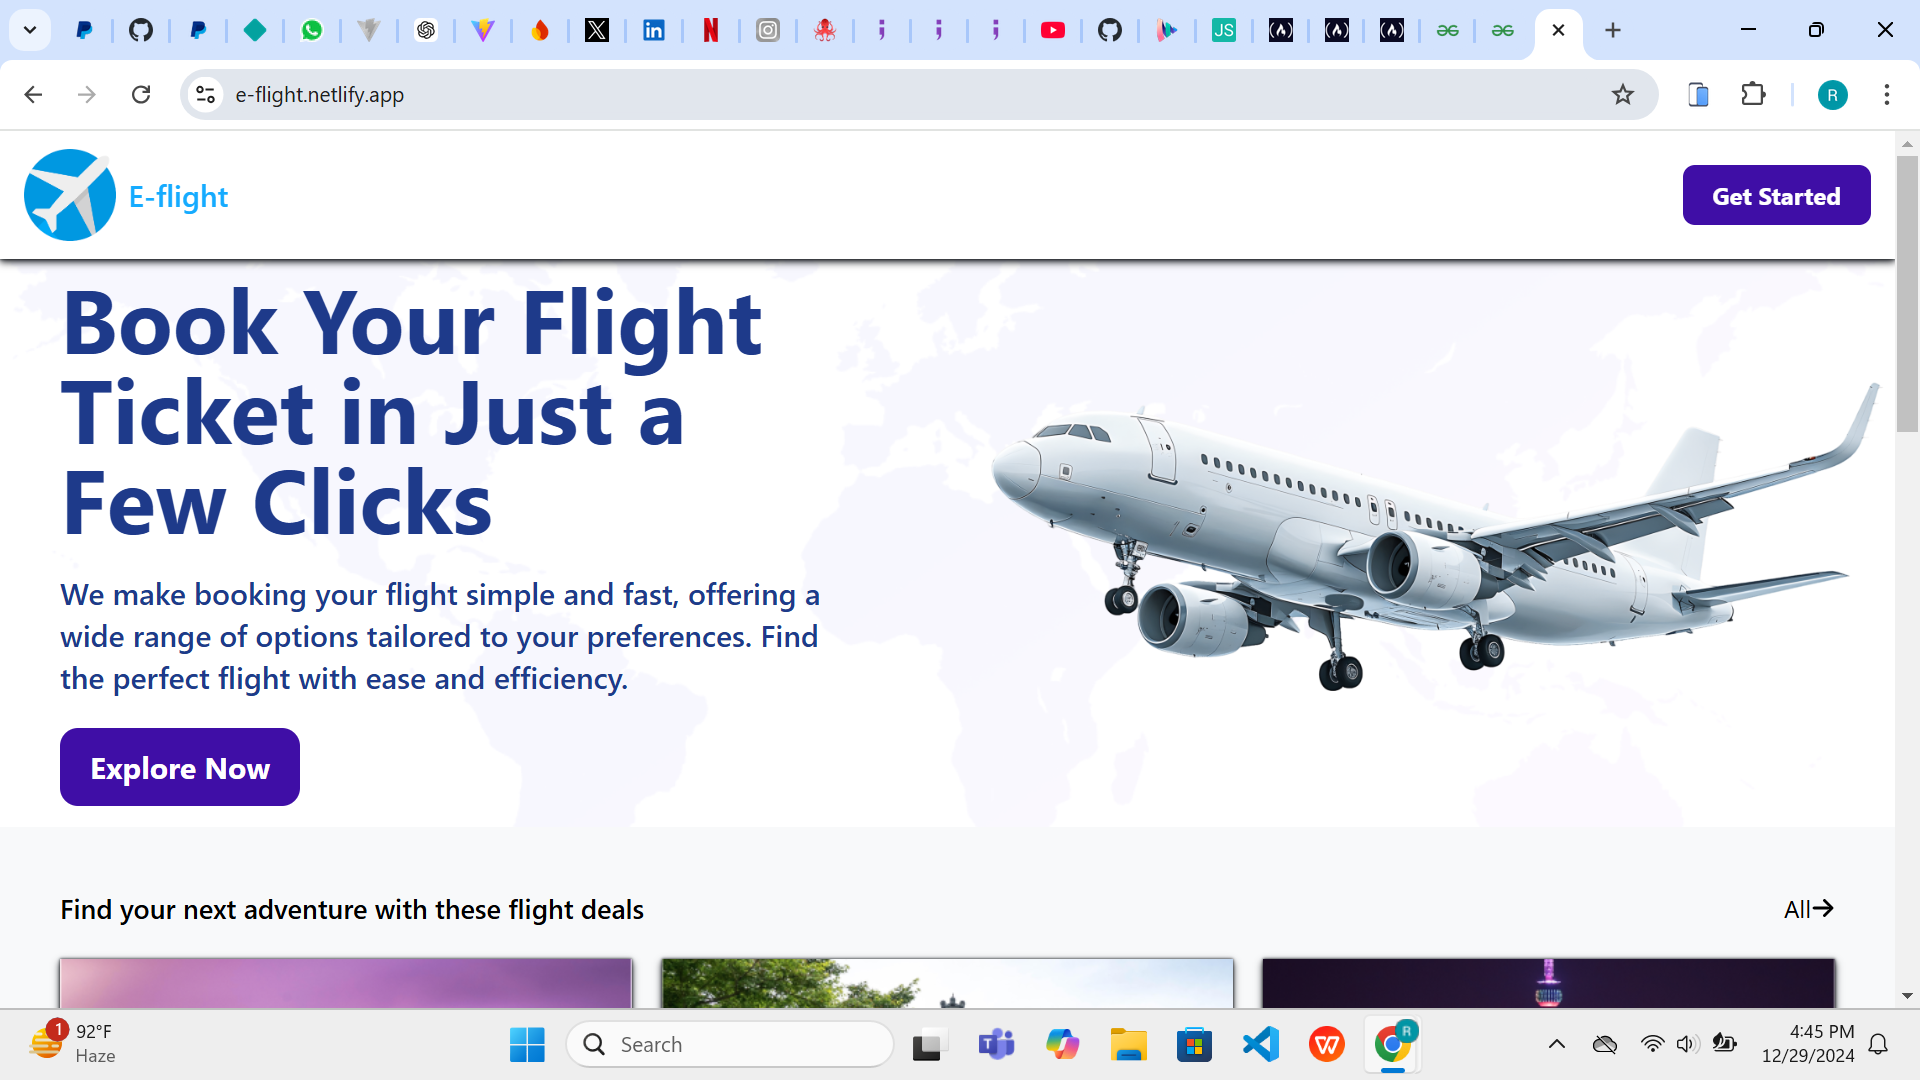 e-flight.netlify.app
R
E-flight
Get Started
Book Your Flight
Ticket in Just a
Few Clicks
We make booking your flight simple and fast, offering a
wide range of options tailored to your preferences. Find
the perfect flight with ease and efficiency.
Explore Now
Find your next adventure with these flight deals
All
1
92°F
Haze
Search
R
4:45 PM
12/29/2024